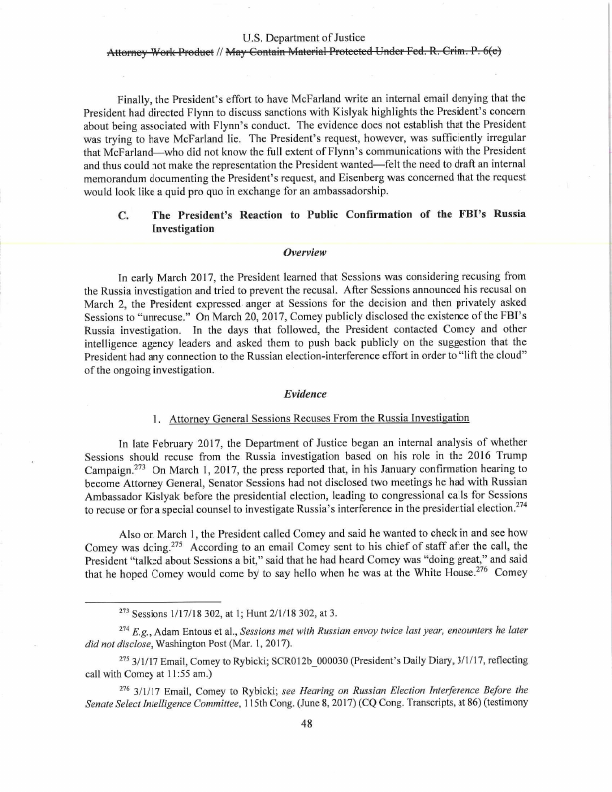 U.S. Department of Justice
Attorney Work Product // May Contain Material Protected Under Fed. R. Crim. P. 6(e)
Finally, the President's effort to have McFarland write an internal email denying that the
President had directed Flynn to discuss sanctions with Kislyak highlights the President's concern
about being associated with Flynn's conduct. The evidence does not establish that the President
was trying to have McFarland lie. The President's request, however, was sufficiently irregular
that McFarland—who did not know the full extent of Flynn's communications with the President
and thus could not make the representation the President wanted—felt the need to draft an internal
memorandum documenting the President's request, and Eisenberg was concerned that the request
would look like a quid pro quo in exchange for an ambassadorship.
C. The President's Reaction to Public Confirmation of the FBI's Russia
Investigation
Overview
In early March 2017, the President learned that Sessions was considering recusing from
the Russia investigation and tried to prevent the recusal. After Sessions announced his recusal on
March 2, the President expressed anger at Sessions for the decision and then privately asked
Sessions to "unrecuse." On March 20, 2017, Comey publicly disclosed the existence of the FBI's
Russia investigation. In the days that followed, the President contacted Comey and other
intelligence agency leaders and asked them to push back publicly on the suggestion that the
President had any connection to the Russian election-interference effort in order to "lift the cloud"
of the ongoing investigation.
Evidence
1. Attorney General Sessions Recuses From the Russia Investigation
In late February 2017, the Department of Justice began an internal analysis of whether
Sessions should recuse from the Russia investigation based on his role in the 2016 Trump
Campaign.273 On March 1, 2017, the press reported that, in his January confirmation hearing to
become Attorney General, Senator Sessions had not disclosed two meetings he had with Russian
Ambassador Kislyak before the presidential election, leading to congressional calls for Sessions
to recuse or for a special counsel to investigate Russia's interference in the presidential election.274
Also on March 1, the President called Comey and said he wanted to check in and see how
Comey was doing.275 According to an email Comey sent to his chief of staff after the call, the
President "talked about Sessions a bit," said that he had heard Comey was "doing great," and said
that he hoped Comey would come by to say hello when he was at the White House.276 Comey
273 Sessions 1/17/18 302, at 1; Hunt 2/1/18 302, at 3.
274 E.g., Adam Entous et al., Sessions met with Russian envoy twice last year, encounters he later
did not disclose, Washington Post (Mar. 1, 2017).
275 3/1/17 Email, Comey to Rybicki; SCR012b_000030 (President's Daily Diary, 3/1/17, reflecting
call with Comey at 11:55 am.)
276 3/1/17 Email, Comey to Rybicki; see Hearing on Russian Election Interference Before the
Senate Select Intelligence Committee, 115th Cong. (June 8, 2017) (CQ Cong. Transcripts, at 86) (testimony
48